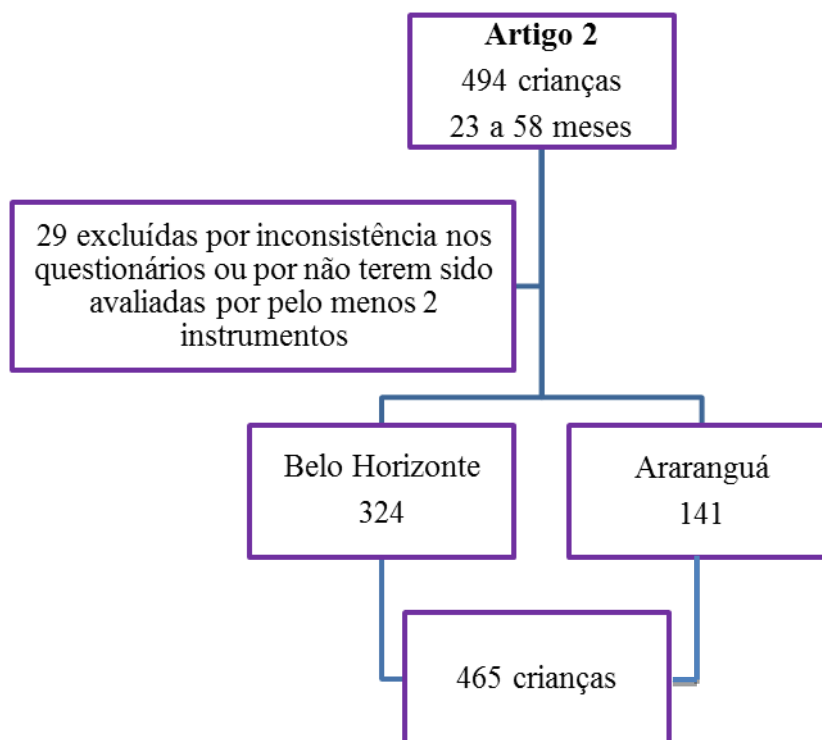 Artigo 2
494 crianças
23 a 58 meses
29 excluídas por inconsistência nos
questionários ou por não terem sido
avaliadas por pelo menos 2
instrumentos
Belo Horizonte
324
Araranguá
141
465 crianças